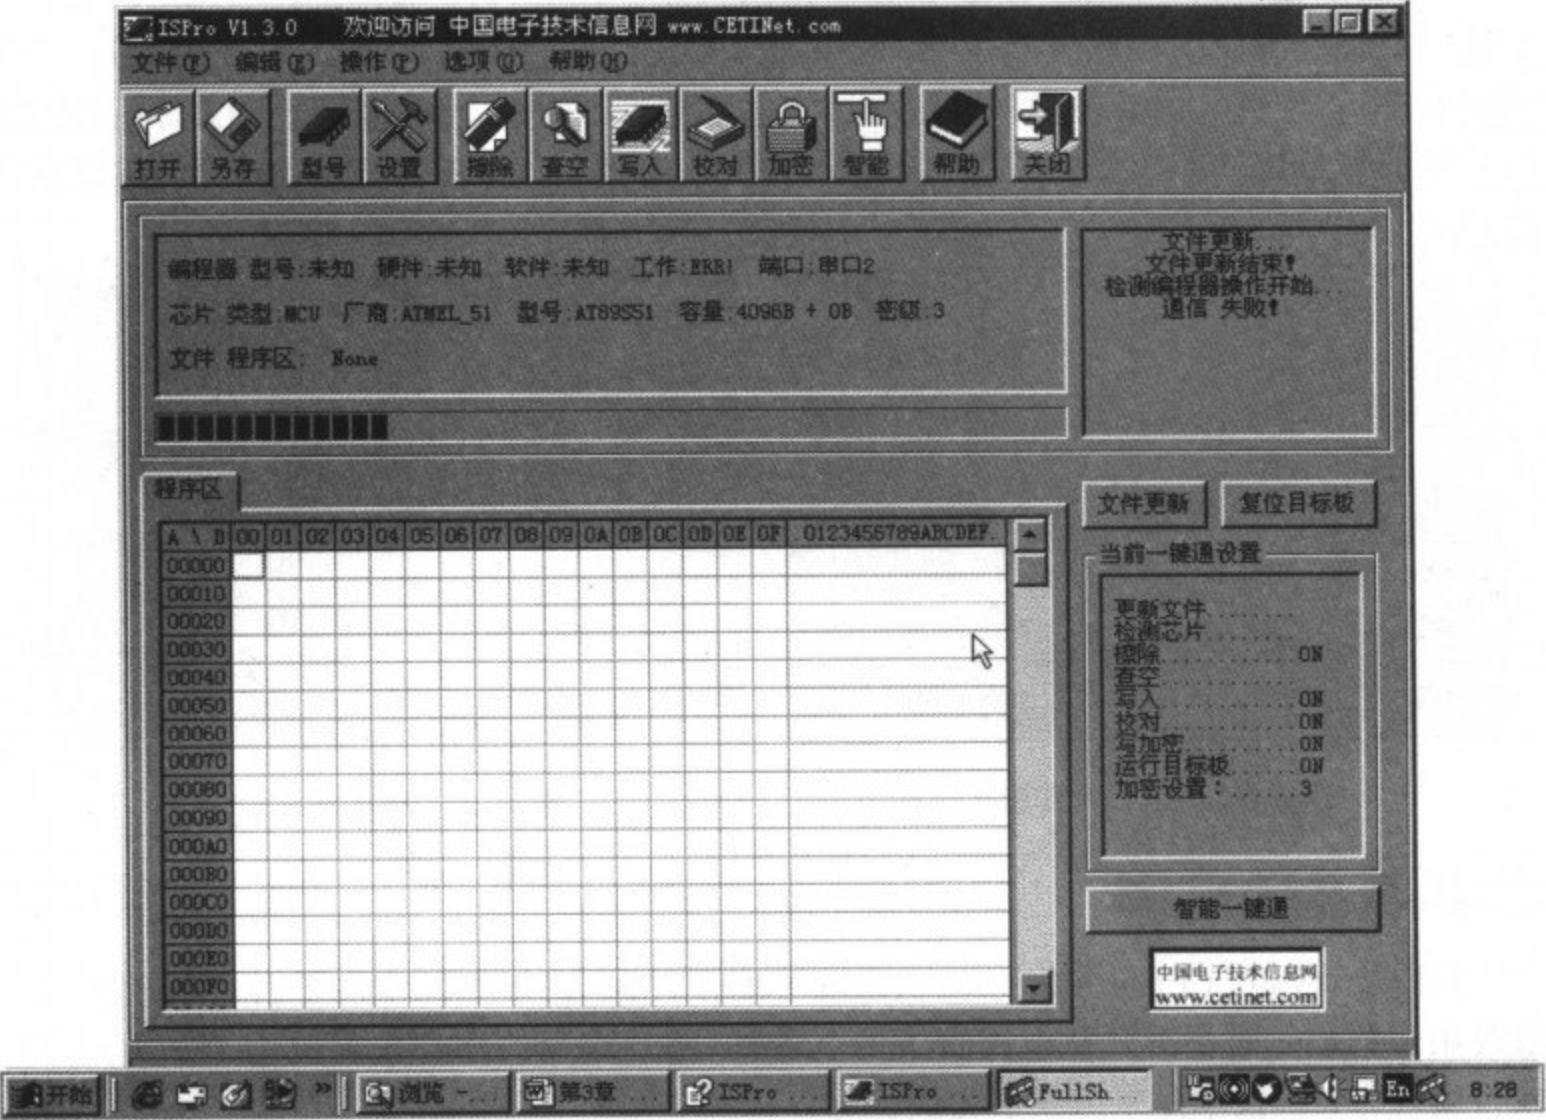 ISPro V1.3.0 欢迎访问 中国电子技术信息网 www.CETINet.com
文件(F) 编辑(E) 操作(P) 选项(O) 帮助(H)
打开 另存 型号 设置 擦除 查空 写入 校对 加密 智能 帮助 关闭
编程器 型号:未知 硬件:未知 软件:未知 工作:ERR! 端口:串口2
芯片 类型:MCU 厂商:ATMEL_51 型号:AT89S51 容量:4096B + 0B 密级:3
文件 程序区: None
文件更新...
文件更新结束!
检测编程器操作开始...
通信 失败!
程序区
A \ D 00 01 02 03 04 05 06 07 08 09 0A 0B 0C 0D 0E 0F .0123456789ABCDEF.
00000
00010
00020
00030
00040
00050
00060
00070
00080
00090
000A0
000B0
000C0
000D0
000E0
000F0
文件更新 复位目标板
当前一键通设置
更新文件........
检测芯片........
擦除............ON
查空............
写入............ON
校对............ON
写加密..........ON
运行目标板......ON
加密设置:......3
智能一键通
中国电子技术信息网
www.cetinet.com
开始 浏览 -... 第3章 ... ISPro ... ISPro ... FullSh... En 8:28